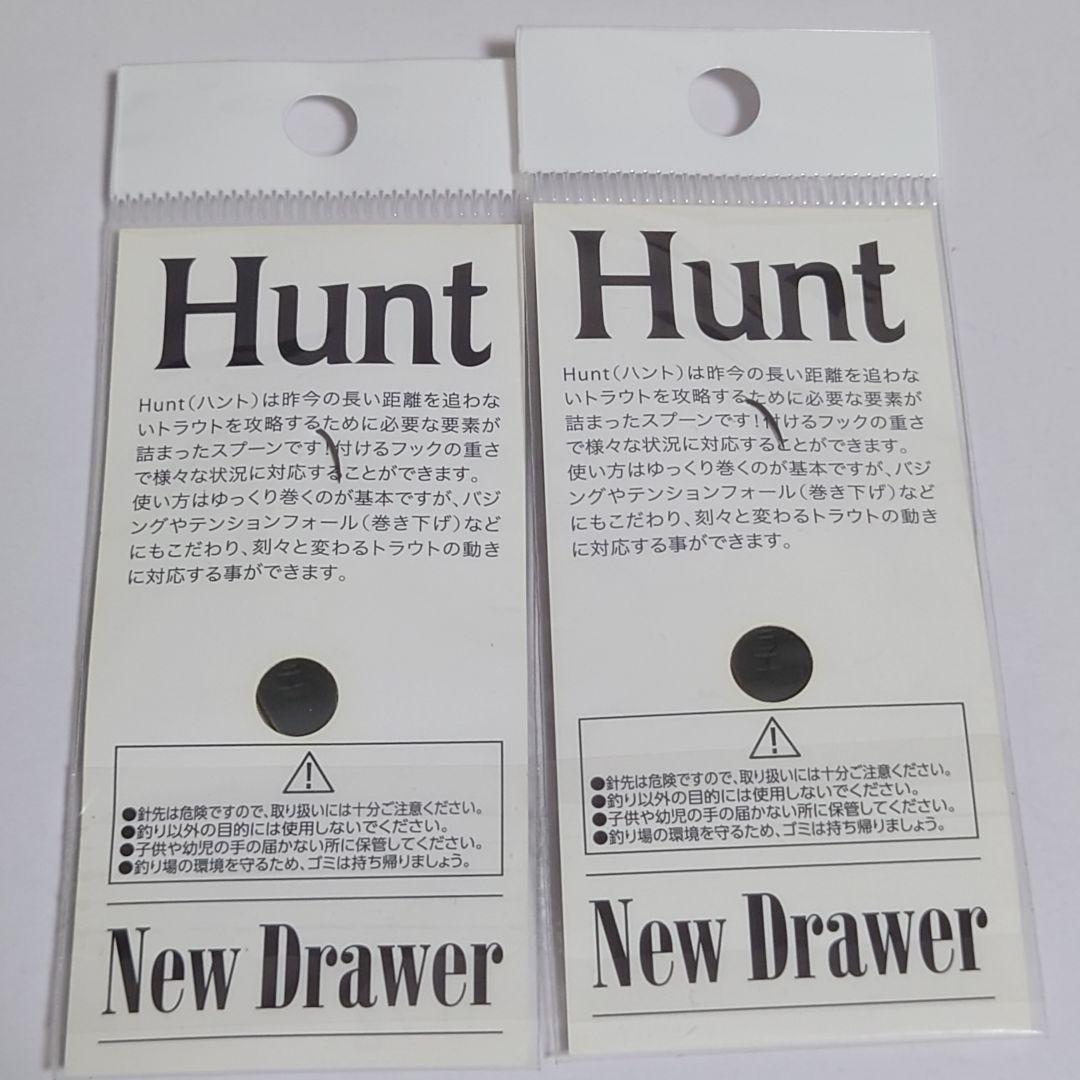 Hunt
Hunt（ハント）は昨今の長い距離を追わな
いトラウトを攻略するために必要な要素が
詰まったスプーンです！付けるフックの重さ
で様々な状況に対応することができます。
使い方はゆっくり巻くのが基本ですが、バジ
ングやテンションフォール（巻き下げ）など
にもこだわり、刻々と変わるトラウトの動き
に対応する事ができます。
●針先は危険ですので、取り扱いには十分ご注意ください。
●釣り以外の目的には使用しないでください。
●子供や幼児の手の届かない所に保管してください。
●釣り場の環境を守るため、ゴミは持ち帰りましょう。
New Drawer
Hunt
Hunt（ハント）は昨今の長い距離を追わな
いトラウトを攻略するために必要な要素が
詰まったスプーンです！付けるフックの重さ
で様々な状況に対応することができます。
使い方はゆっくり巻くのが基本ですが、バジ
ングやテンションフォール（巻き下げ）など
にもこだわり、刻々と変わるトラウトの動き
に対応する事ができます。
●針先は危険ですので、取り扱いには十分ご注意ください。
●釣り以外の目的には使用しないでください。
●子供や幼児の手の届かない所に保管してください。
●釣り場の環境を守るため、ゴミは持ち帰りましょう。
New Drawer